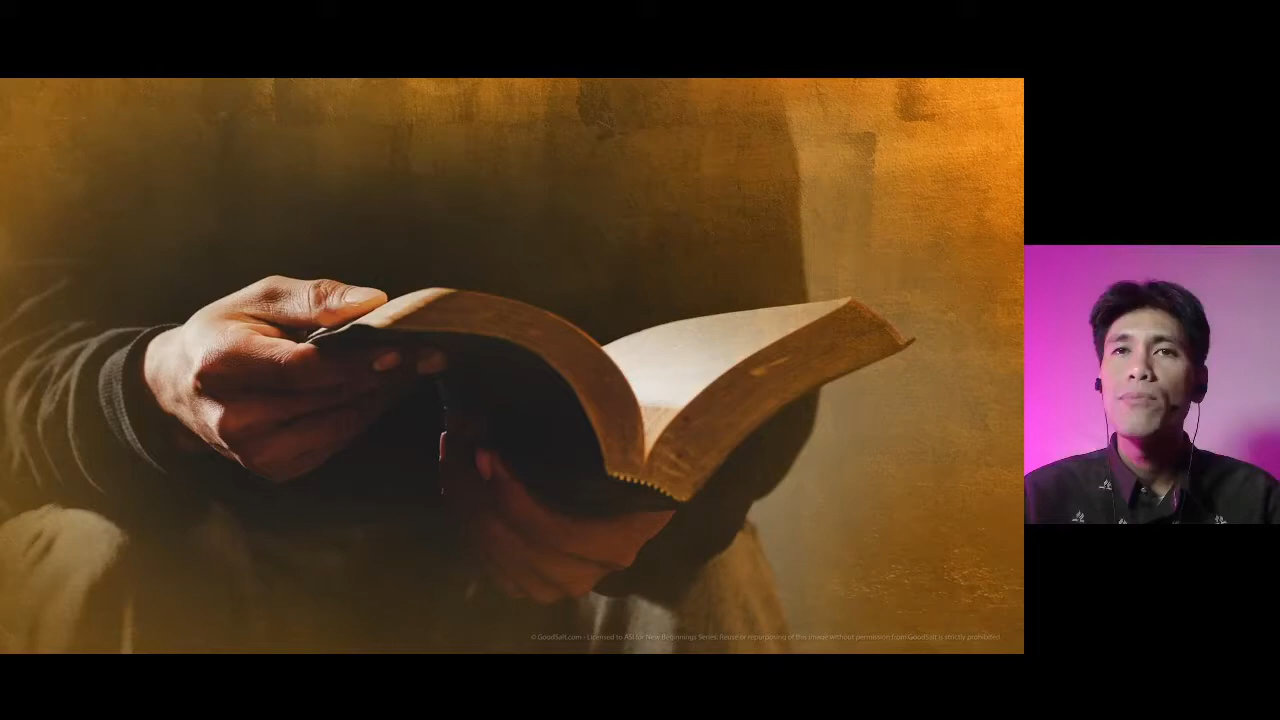 © GoodSalt.com - Licensed to ASI for New Beginnings Series. Reuse or repurposing of this image without permission from GoodSalt is strictly prohibited